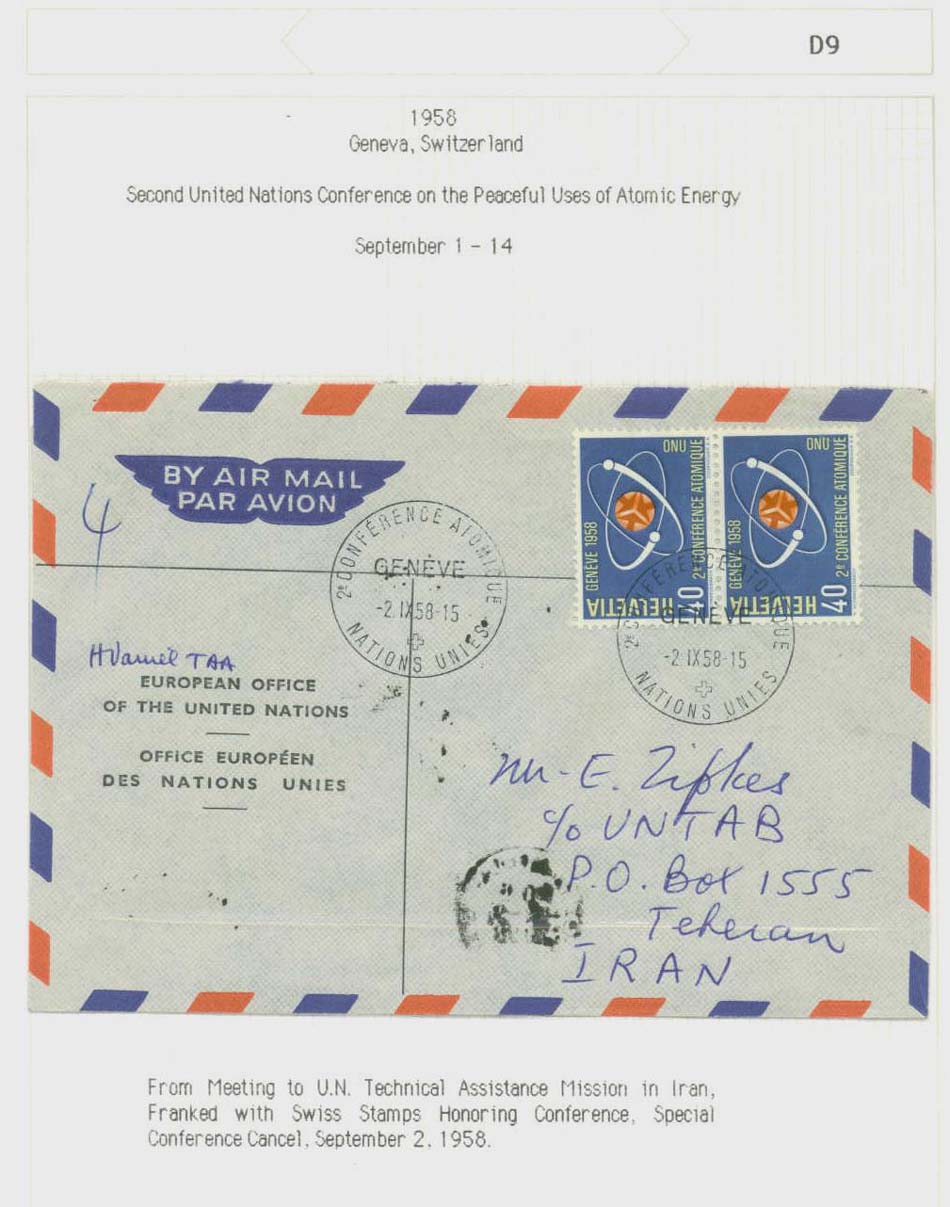 D9
1958
Geneva, Switzerland
Second United Nations Conference on the Peaceful Uses of Atomic Energy
September 1 - 14
BY AIR MAIL
PAR AVION
4
2e CONFÉRENCE ATOMIQUE
GENÈVE
-2.IX58-15
NATIONS UNIES
ONU
2e CONFÉRENCE ATOMIQUE
GENÈVE 1958
40
HELVETIA
ONU
2e CONFÉRENCE ATOMIQUE
GENÈVE 1958
40
HELVETIA
2e CONFÉRENCE ATOMIQUE
GENÈVE
-2.IX58-15
NATIONS UNIES
TAA
EUROPEAN OFFICE
OF THE UNITED NATIONS
OFFICE EUROPÉEN
DES NATIONS UNIES
Mr. E. Zipkes
c/o UNTAB
P.O. Box 1555
Teheran
IRAN
From Meeting to U.N. Technical Assistance Mission in Iran,
Franked with Swiss Stamps Honoring Conference, Special
Conference Cancel, September 2, 1958.